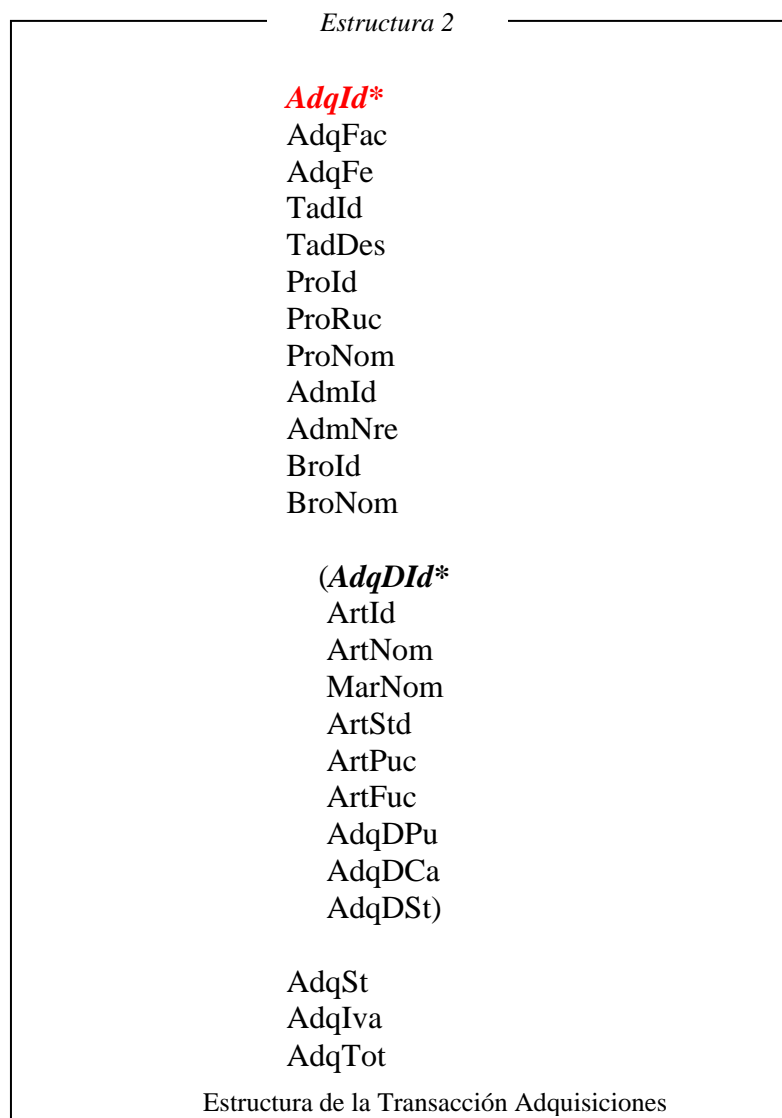 Estructura 2
AdqId*
AdqFac
AdqFe
TadId
TadDes
ProId
ProRuc
ProNom
AdmId
AdmNre
BroId
BroNom
(AdqDId*
ArtId
ArtNom
MarNom
ArtStd
ArtPuc
ArtFuc
AdqDPu
AdqDCa
AdqDSt)
AdqSt
AdqIva
AdqTot
Estructura de la Transacción Adquisiciones